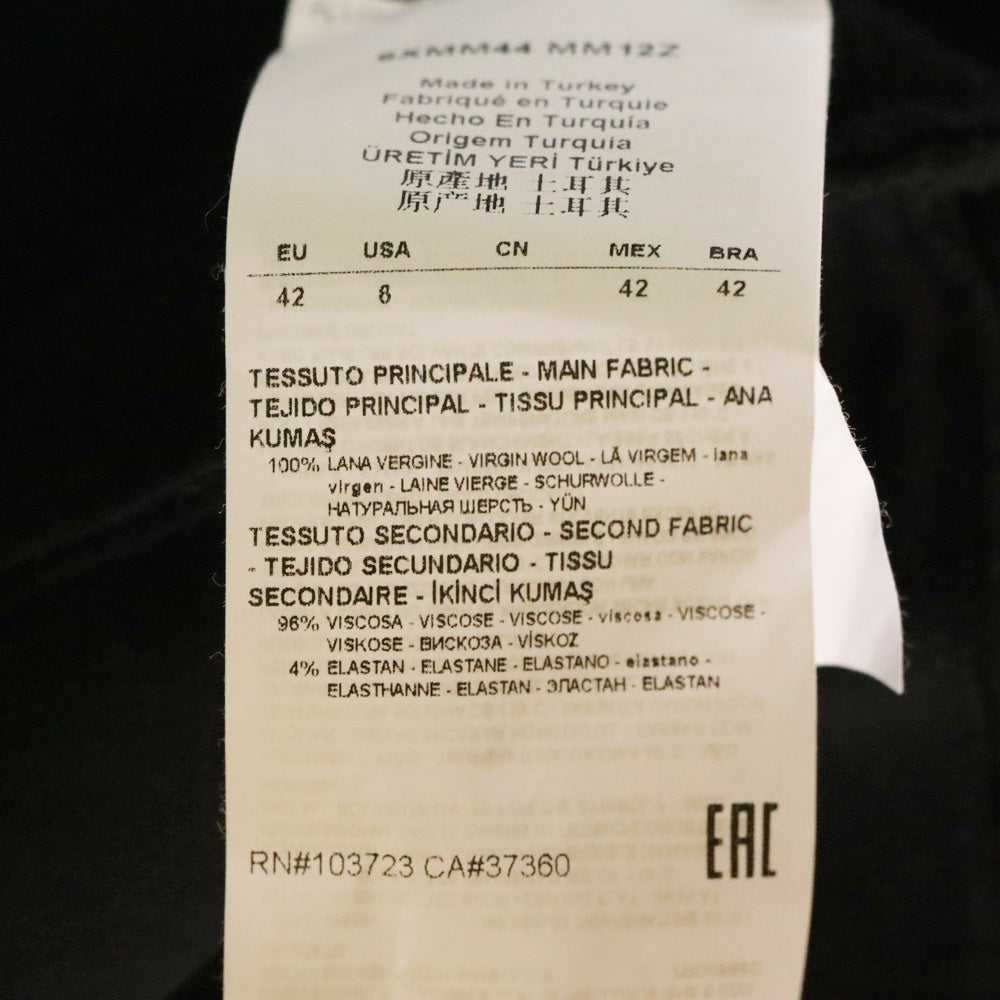 MM44 MM12Z
Made in Turkey
Fabriqué en Turquie
Hecho En Turquía
Origem Turquia
ÜRETİM YERİ Türkiye
原產地 土耳其
原产地 土耳其
EU USA CN MEX BRA
42 8 42 42
TESSUTO PRINCIPALE - MAIN FABRIC -
TEJIDO PRINCIPAL - TISSU PRINCIPAL - ANA
KUMAŞ
100% LANA VERGINE - VIRGIN WOOL - LÃ VIRGEM - lana
virgen - LAINE VIERGE - SCHURWOLLE -
НАТУРАЛЬНАЯ ШЕРСТЬ - YÜN
TESSUTO SECONDARIO - SECOND FABRIC
- TEJIDO SECUNDARIO - TISSU
SECONDAIRE - İKİNCİ KUMAŞ
96% VISCOSA - VISCOSE - VISCOSE - viscosa - VISCOSE -
VISKOSE - ВИСКОЗА - VİSKOZ
4% ELASTAN - ELASTANE - ELASTANO - elastano -
ELASTHANNE - ELASTAN - ЭЛАСТАН - ELASTAN
RN#103723 CA#37360
EAC